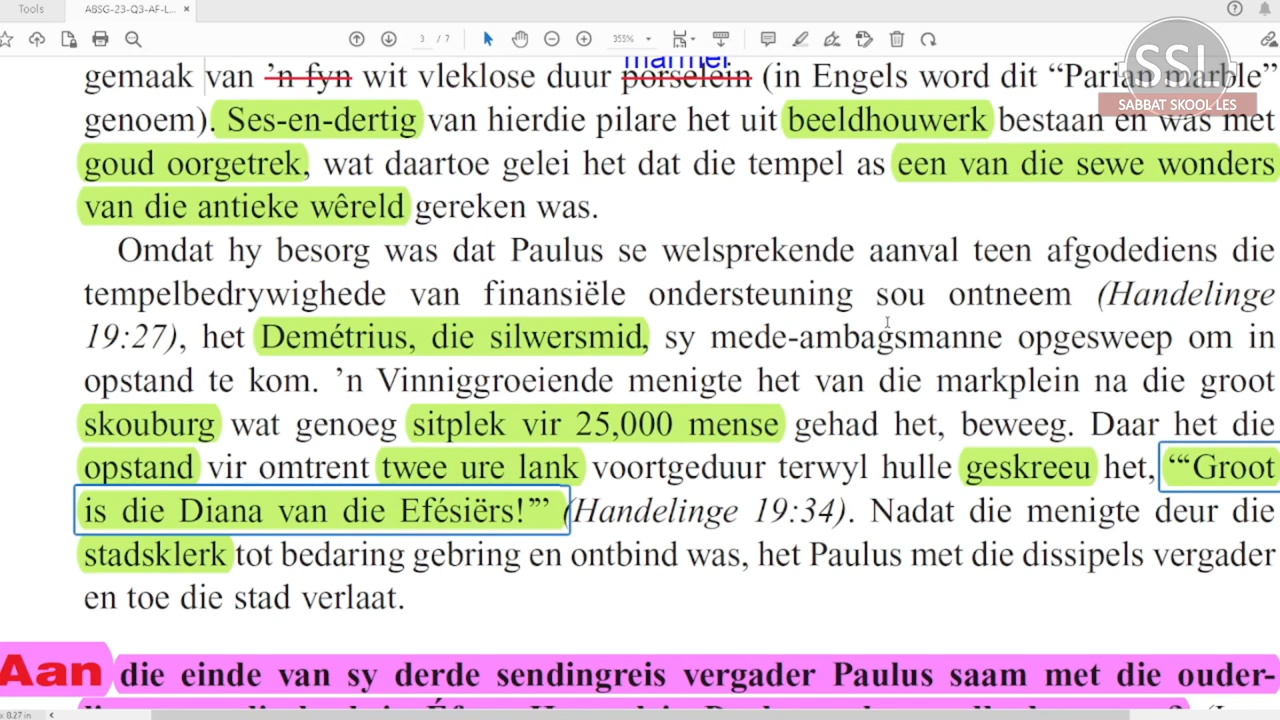 Tools ABSG-23-Q3-AF-L... ×
3 / 7 355%
marmer
gemaak van ’n fyn wit vleklose duur porselein (in Engels word dit “Parian marble”
SSL
SABBAT SKOOL LES
genoem). Ses-en-dertig van hierdie pilare het uit beeldhouwerk bestaan en was met
goud oorgetrek, wat daartoe gelei het dat die tempel as een van die sewe wonders
van die antieke wêreld gereken was.
Omdat hy besorg was dat Paulus se welsprekende aanval teen afgodediens die
tempelbedrywighede van finansiële ondersteuning sou ontneem (Handelinge
19:27), het Demétrius, die silwersmid, sy mede-ambagsmanne opgesweep om in
opstand te kom. ’n Vinniggroeiende menigte het van die markplein na die groot
skouburg wat genoeg sitplek vir 25,000 mense gehad het, beweeg. Daar het die
opstand vir omtrent twee ure lank voortgeduur terwyl hulle geskreeu het, “‘Groot
is die Diana van die Efésiërs!’” (Handelinge 19:34). Nadat die menigte deur die
stadsklerk tot bedaring gebring en ontbind was, het Paulus met die dissipels vergader
en toe die stad verlaat.
Aan die einde van sy derde sendingreis vergader Paulus saam met die ouder-
x 8.27 in